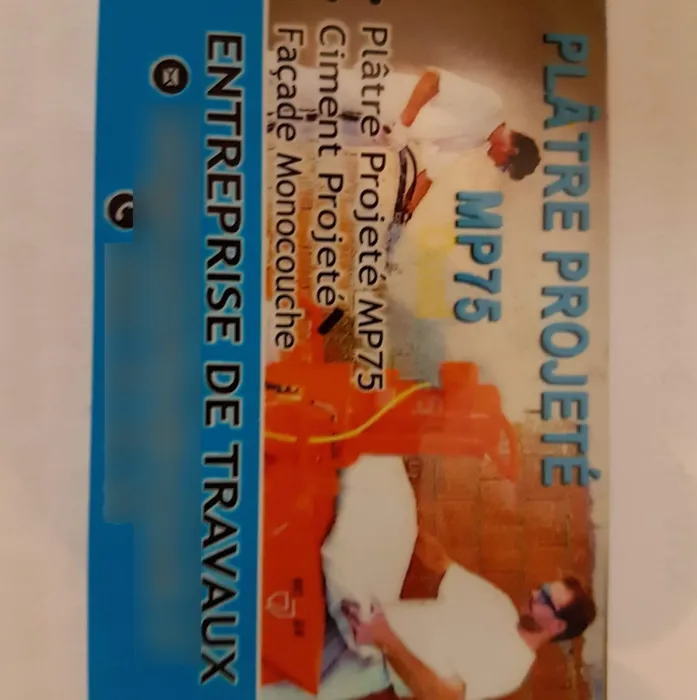 PLÂTRE PROJETÉ
MP75
Plâtre Projeté MP75
Ciment Projeté
Façade Monocouche
ENTREPRISE DE TRAVAUX